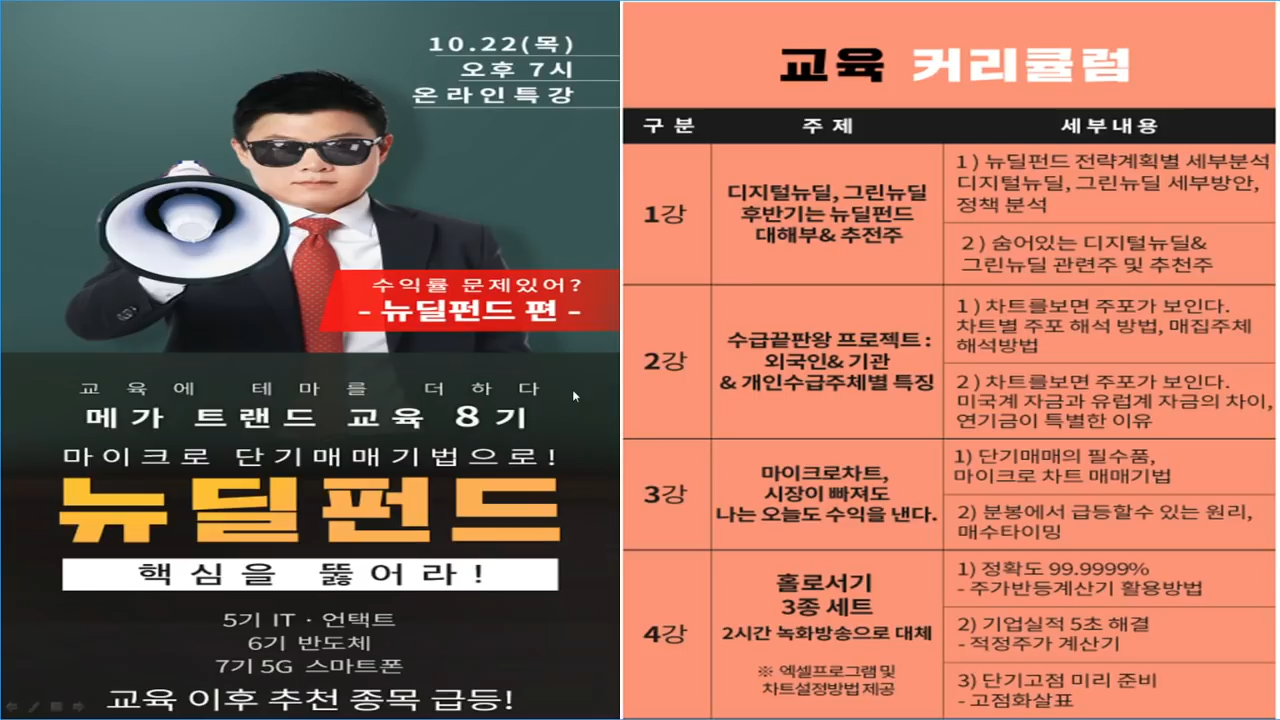 10.22(목)
오후 7시
온라인특강
수익률 문제있어?
- 뉴딜펀드 편 -
교육에 테마를 더하다
메가 트랜드 교육 8기
마이크로 단기매매기법으로!
뉴딜펀드
핵심을 뚫어라!
5기 IT · 언택트
6기 반도체
7기 5G 스마트폰
교육 이후 추천 종목 급등!
교육 커리큘럼
구분 주제 세부내용
1강
디지털뉴딜, 그린뉴딜
후반기는 뉴딜펀드
대해부& 추전주
1) 뉴딜펀드 전략계획별 세부분석
디지털뉴딜, 그린뉴딜 세부방안,
정책 분석
2) 숨어있는 디지털뉴딜&
그린뉴딜 관련주 및 추천주
2강
수급끝판왕 프로젝트 :
외국인& 기관
& 개인수급주체별 특징
1) 차트를보면 주포가 보인다.
차트별 주포 해석 방법, 매집주체
해석방법
2) 차트를보면 주포가 보인다.
미국계 자금과 유럽계 자금의 차이,
연기금이 특별한 이유
3강
마이크로차트,
시장이 빠져도
나는 오늘도 수익을 낸다.
1) 단기매매의 필수품,
마이크로 차트 매매기법
2) 분봉에서 급등할수 있는 원리,
매수타이밍
4강
홀로서기
3종 세트
2시간 녹화방송으로 대체
※ 엑셀프로그램및
차트설정방법 제공
1) 정확도 99.9999%
- 주가반등계산기 활용방법
2) 기업실적 5초 해결
- 적정주가 계산기
3) 단기고점 미리 준비
- 고점화살표